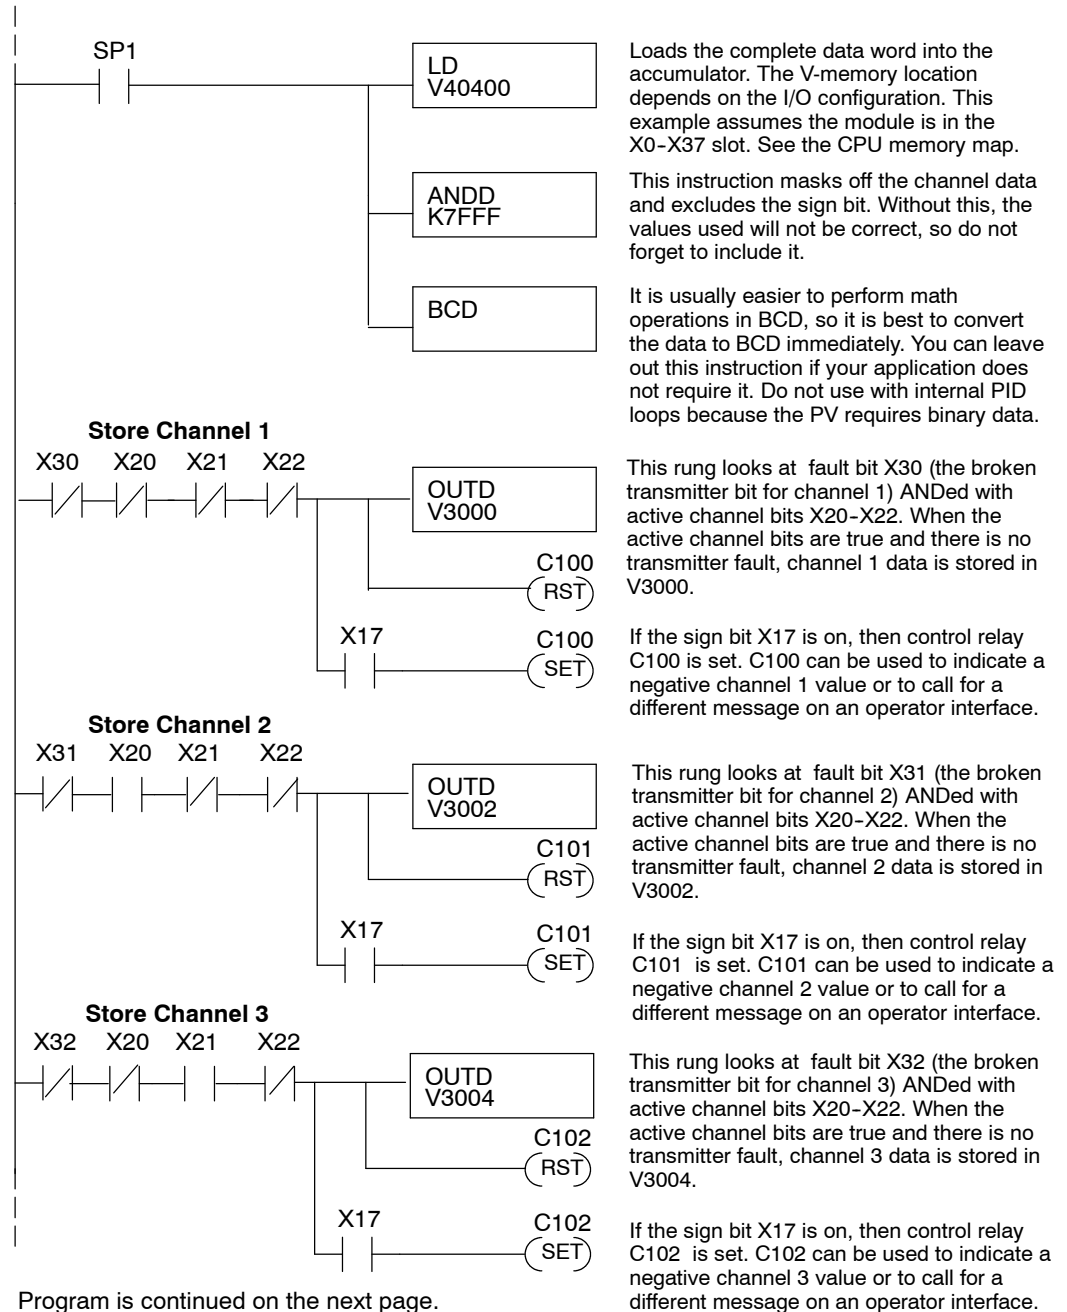 SP1
LD
V40400
Loads the complete data word into the
accumulator. The V-memory location
depends on the I/O configuration. This
example assumes the module is in the
X0-X37 slot. See the CPU memory map.
ANDD
K7FFF
This instruction masks off the channel data
and excludes the sign bit. Without this, the
values used will not be correct, so do not
forget to include it.
BCD
It is usually easier to perform math
operations in BCD, so it is best to convert
the data to BCD immediately. You can leave
out this instruction if your application does
not require it. Do not use with internal PID
loops because the PV requires binary data.
Store Channel 1
X30 X20 X21 X22
OUTD
V3000
C100
RST
This rung looks at  fault bit X30 (the broken
transmitter bit for channel 1) ANDed with
active channel bits X20-X22. When the
active channel bits are true and there is no
transmitter fault, channel 1 data is stored in
V3000.
X17
C100
SET
If the sign bit X17 is on, then control relay
C100 is set. C100 can be used to indicate a
negative channel 1 value or to call for a
different message on an operator interface.
Store Channel 2
X31 X20 X21 X22
OUTD
V3002
C101
RST
This rung looks at  fault bit X31 (the broken
transmitter bit for channel 2) ANDed with
active channel bits X20-X22. When the
active channel bits are true and there is no
transmitter fault, channel 2 data is stored in
V3002.
X17
C101
SET
If the sign bit X17 is on, then control relay
C101  is set. C101 can be used to indicate a
negative channel 2 value or to call for a
different message on an operator interface.
Store Channel 3
X32 X20 X21 X22
OUTD
V3004
C102
RST
This rung looks at  fault bit X32 (the broken
transmitter bit for channel 3) ANDed with
active channel bits X20-X22. When the
active channel bits are true and there is no
transmitter fault, channel 3 data is stored in
V3004.
X17
C102
SET
If the sign bit X17 is on, then control relay
C102  is set. C102 can be used to indicate a
negative channel 3 value or to call for a
different message on an operator interface.
Program is continued on the next page.